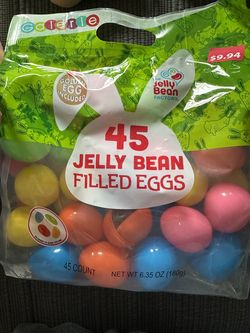 Galerie
GOLDEN
EGG
INCLUDED
Jelly
Bean
FACTORY
$9.94
45
JELLY BEAN
FILLED EGGS
45 COUNT
NET WT 6.35 OZ (180g)